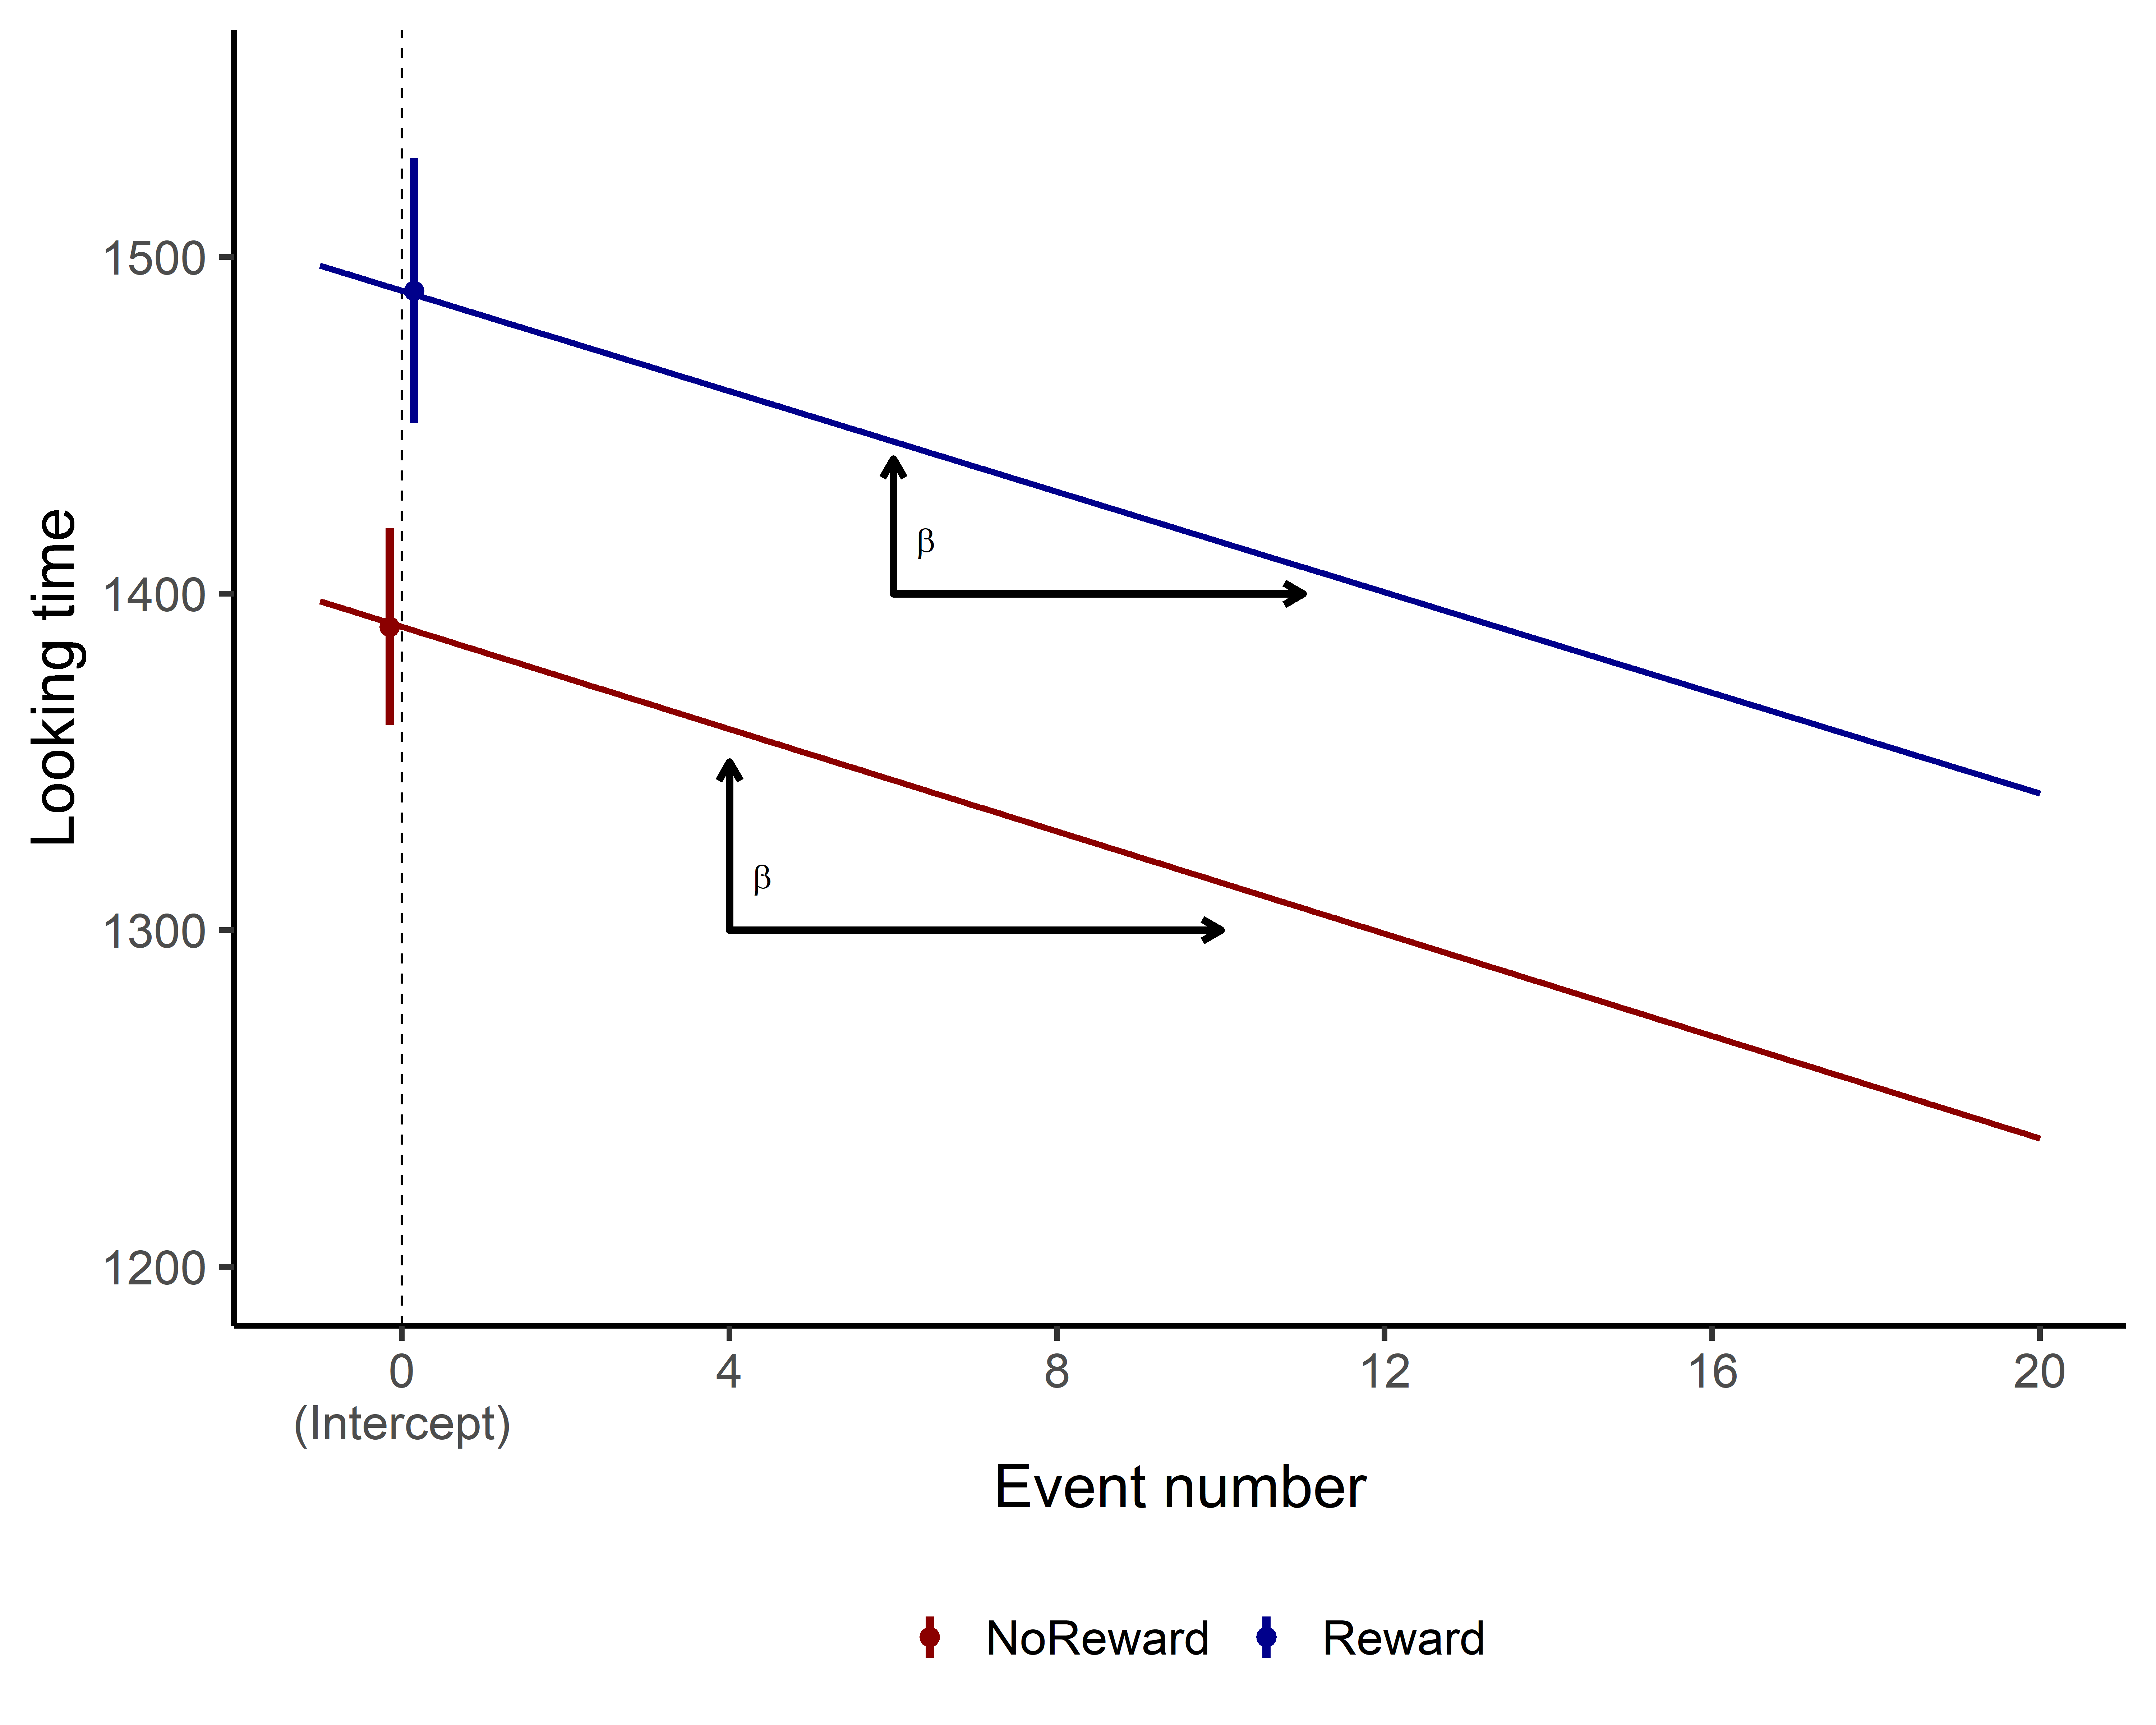 Looking time
1500
1400
1300
1200
β
β
0 4 8 12 16 20
(Intercept)
Event number
NoReward Reward